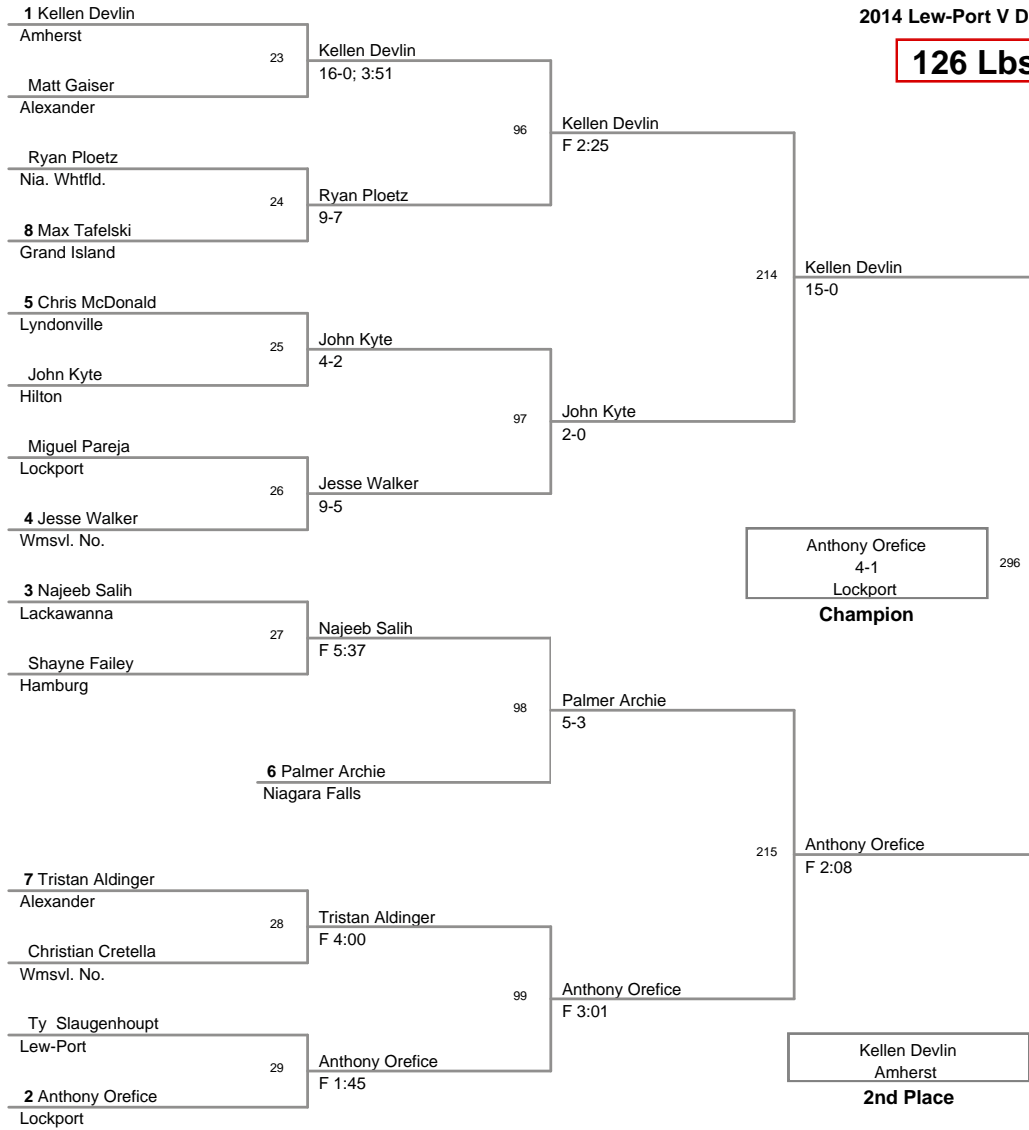 2014 Lew-Port V D
126 Lbs
1 Kellen Devlin
Amherst
23
Kellen Devlin
16-0; 3:51
Matt Gaiser
Alexander
96
Kellen Devlin
F 2:25
Ryan Ploetz
Nia. Whtfld.
24
Ryan Ploetz
9-7
8 Max Tafelski
Grand Island
214
Kellen Devlin
15-0
5 Chris McDonald
Lyndonville
25
John Kyte
4-2
John Kyte
Hilton
97
John Kyte
2-0
Miguel Pareja
Lockport
26
Jesse Walker
9-5
4 Jesse Walker
Wmsvl. No.
Anthony Orefice
4-1
Lockport
296
Champion
3 Najeeb Salih
Lackawanna
27
Najeeb Salih
F 5:37
Shayne Failey
Hamburg
98
Palmer Archie
5-3
6 Palmer Archie
Niagara Falls
215
Anthony Orefice
F 2:08
7 Tristan Aldinger
Alexander
28
Tristan Aldinger
F 4:00
Christian Cretella
Wmsvl. No.
99
Anthony Orefice
F 3:01
Ty Slaugenhoupt
Lew-Port
29
Anthony Orefice
F 1:45
2 Anthony Orefice
Lockport
Kellen Devlin
Amherst
2nd Place